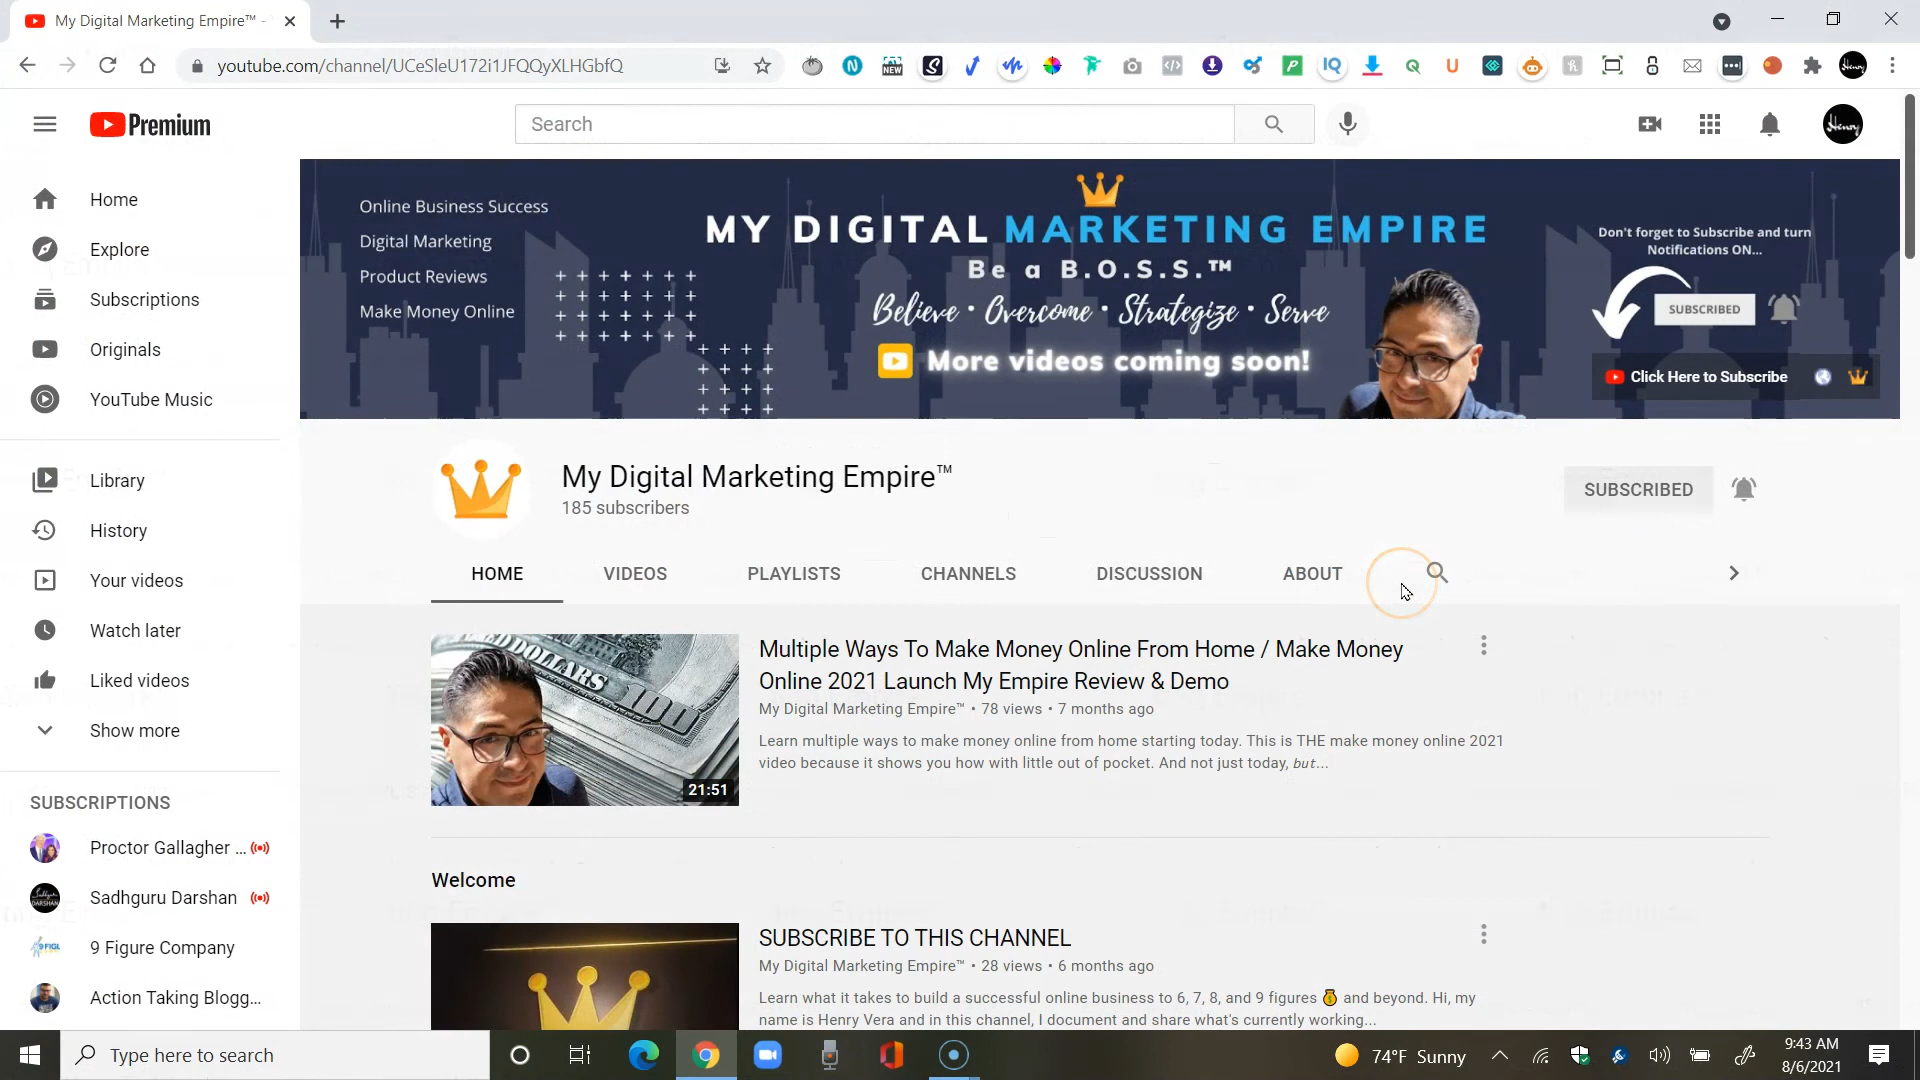 My Digital Marketing Empire™ -
youtube.com/channel/UCeSleU172i1JFQQyXLHGbfQ
NEW
IQ
Premium
Search
Henry
Home
Explore
Subscriptions
Originals
YouTube Music
Library
History
Your videos
Watch later
Liked videos
Show more
SUBSCRIPTIONS
Proctor Gallagher ...
Sadhguru Darshan
9 Figure Company
Action Taking Blogg...
Online Business Success
Digital Marketing
Product Reviews
Make Money Online
MY DIGITAL MARKETING EMPIRE
Be a B.O.S.S.™
Believe • Overcome • Strategize • Serve
More videos coming soon!
Don't forget to Subscribe and turn
Notifications ON...
SUBSCRIBED
Click Here to Subscribe
My Digital Marketing Empire™
185 subscribers
SUBSCRIBED
HOME
VIDEOS
PLAYLISTS
CHANNELS
DISCUSSION
ABOUT
DOLLARS
100
21:51
Multiple Ways To Make Money Online From Home / Make Money
Online 2021 Launch My Empire Review & Demo
My Digital Marketing Empire™ • 78 views • 7 months ago
Learn multiple ways to make money online from home starting today. This is THE make money online 2021
video because it shows you how with little out of pocket. And not just today, but...
Welcome
SUBSCRIBE TO THIS CHANNEL
My Digital Marketing Empire™ • 28 views • 6 months ago
Learn what it takes to build a successful online business to 6, 7, 8, and 9 figures 💰 and beyond. Hi, my
name is Henry Vera and in this channel, I document and share what's currently working...
Type here to search
74°F Sunny
9:43 AM
8/6/2021